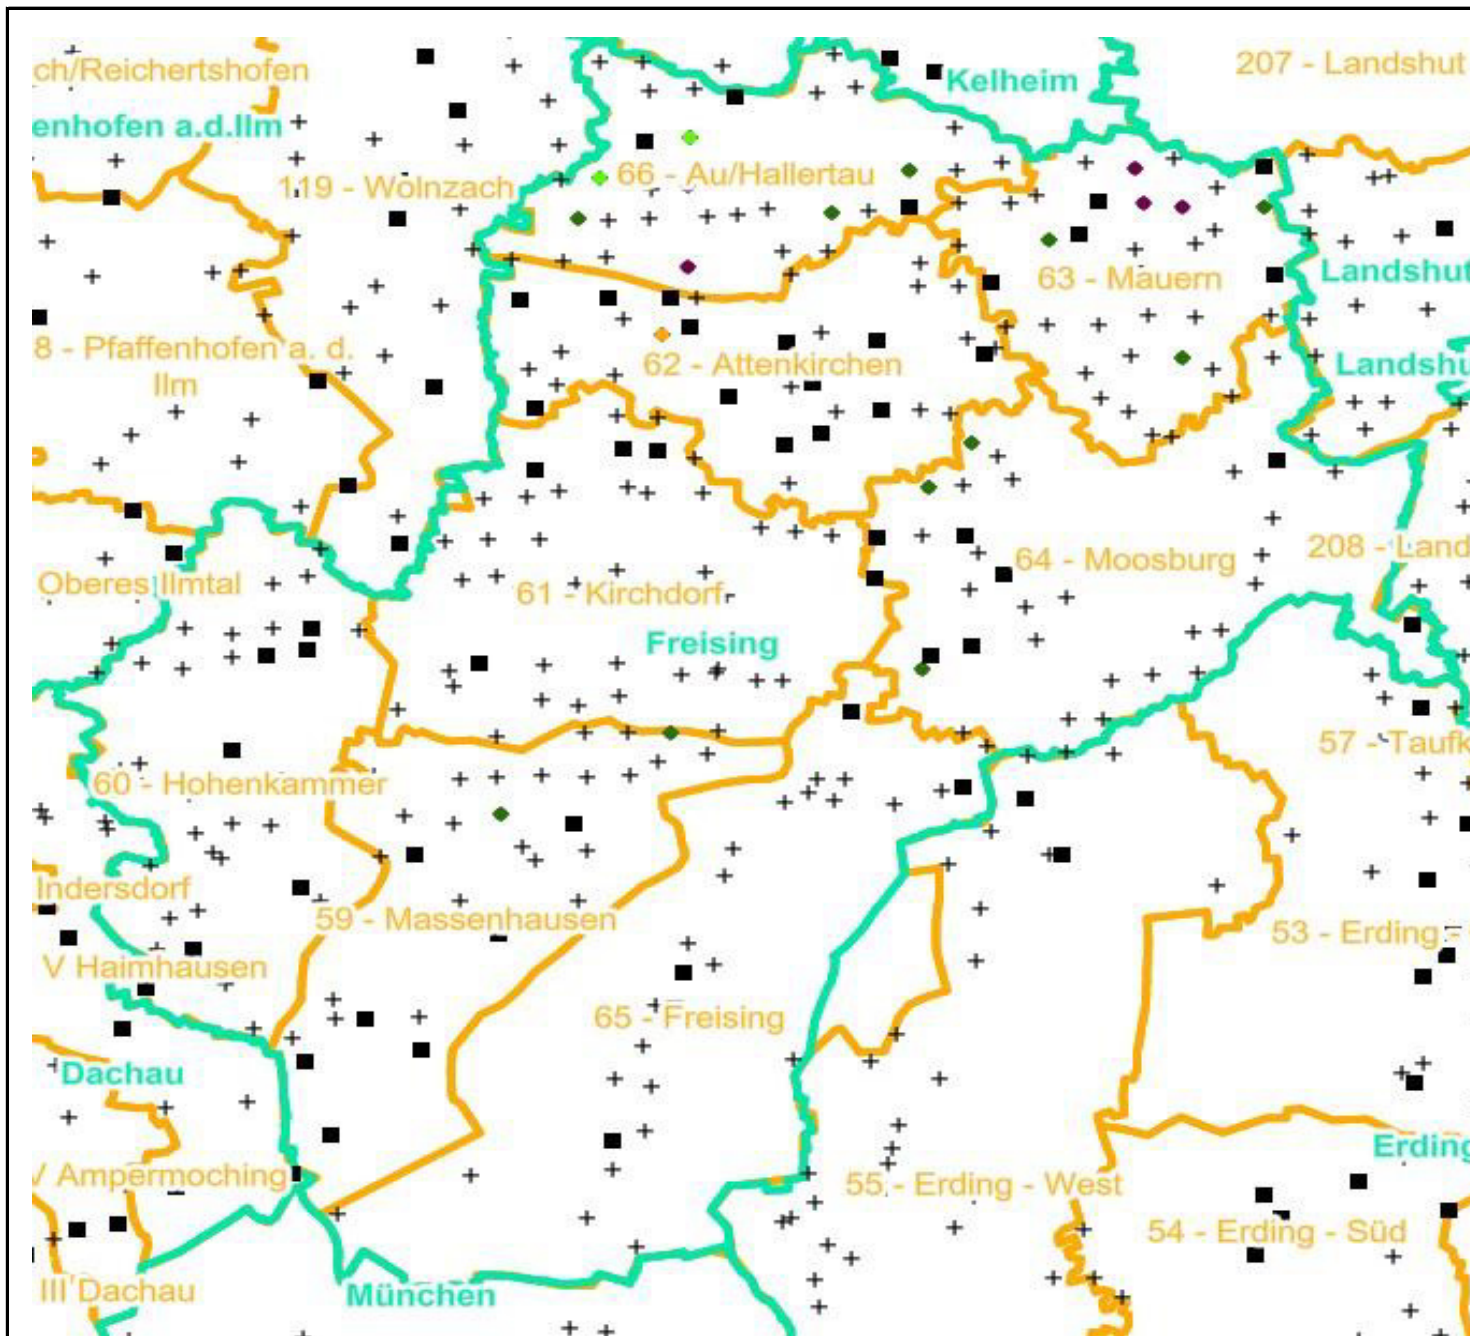 ch/Reichertshofen
207 - Landshut
Kelheim
enhofen a.d.Ilm
119 - Wolnzach
66 - Au/Hallertau
63 - Mauern
Landshut
8 - Pfaffenhofen a. d.
Ilm
62 - Attenkirchen
Landshu
208 - Land
64 - Moosburg
Oberes Ilmtal
61 - Kirchdorf
Freising
57 - Taufk
60 - Hohenkammer
Indersdorf
59 - Massenhausen
53 - Erding -
V Haimhausen
65 - Freising
Dachau
Erding
V Ampermoching
55 - Erding - West
54 - Erding - Süd
III Dachau
München